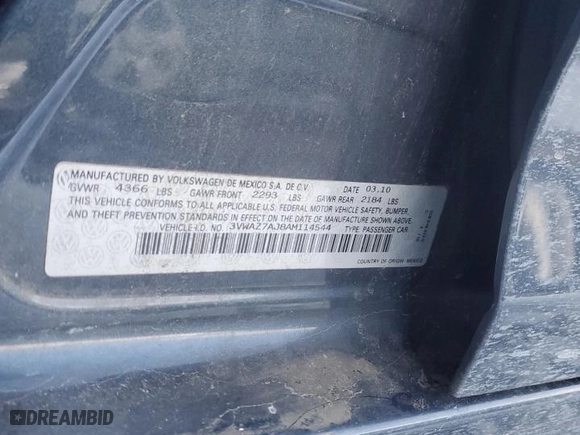 MANUFACTURED BY VOLKSWAGEN DE MEXICO S.A. DE C.V. DATE 03.10
GVWR 4366 LBS GAWR FRONT 2293 LBS GAWR REAR 2184 LBS
THIS VEHICLE CONFORMS TO ALL APPLICABLE U.S. FEDERAL MOTOR VEHICLE SAFETY, BUMPER,
AND THEFT PREVENTION STANDARDS IN EFFECT ON THE DATE OF MANUFACTURE SHOWN ABOVE.
VEHICLE-I.D. NO. 3VWAZ7AJ8AM114544 TYPE PASSENGER CAR
COUNTRY OF ORIGIN: MEXICO
DREAMBID